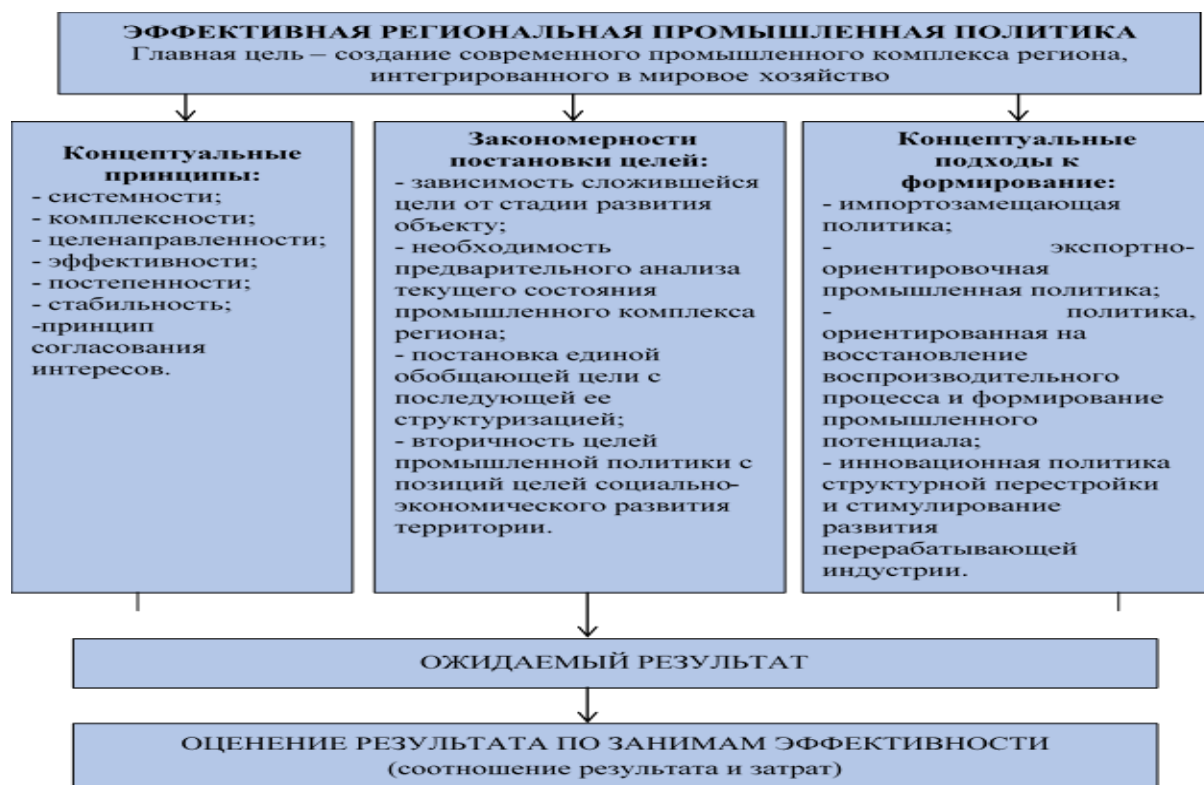 ЭФФЕКТИВНАЯ РЕГИОНАЛЬНАЯ ПРОМЫШЛЕННАЯ ПОЛИТИКА
Главная цель – создание современного промышленного комплекса региона,
интегрированного в мировое хозяйство
Концептуальные
принципы:
- системности;
- комплексности;
- целенаправленности;
- эффективности;
- постепенности;
- стабильность;
-принцип
согласования
интересов.
Закономерности
постановки целей:
- зависимость сложившейся
цели от стадии развития
объекту;
- необходимость
предварительного анализа
текущего состояния
промышленного комплекса
региона;
- постановка единой
обобщающей цели с
последующей ее
структуризацией;
- вторичность целей
промышленной политики с
позиций целей социально-
экономического развития
территории.
Концептуальные
подходы к
формирование:
- импортозамещающая
политика;
- экспортно-
ориентировочная
промышленная политика;
- политика,
ориентированная на
восстановление
воспроизводительного
процесса и формирование
промышленного
потенциала;
- инновационная политика
структурной перестройки
и стимулирование
развития
перерабатывающей
индустрии.
ОЖИДАЕМЫЙ РЕЗУЛЬТАТ
ОЦЕНЕНИЕ РЕЗУЛЬТАТА ПО ЗАНИМАМ ЭФФЕКТИВНОСТИ
(соотношение результата и затрат)